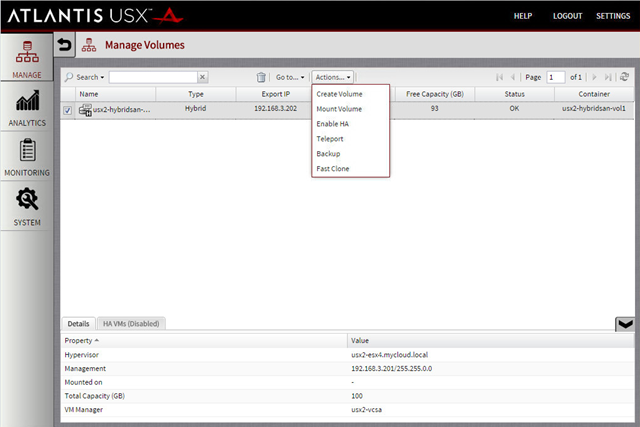 ATLANTIS USX™ HELP LOGOUT SETTINGS
Manage Volumes
MANAGE
ANALYTICS
MONITORING
SYSTEM
Search Go to... Actions... Page 1 of 1
Name Type Export IP Free Capacity (GB) Status Container
usx2-hybridsan-... Hybrid 192.168.3.202 93 OK usx2-hybridsan-vol1
Create Volume
Mount Volume
Enable HA
Teleport
Backup
Fast Clone
Details HA VMs (Disabled)
Property Value
Hypervisor usx2-esx4.mycloud.local
Management 192.168.3.201/255.255.0.0
Mounted on -
Total Capacity (GB) 100
VM Manager usx2-vcsa